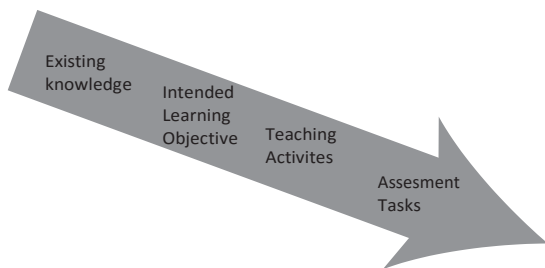 Existing
knowledge
Intended
Learning
Objective
Teaching
Activites
Assesment
Tasks